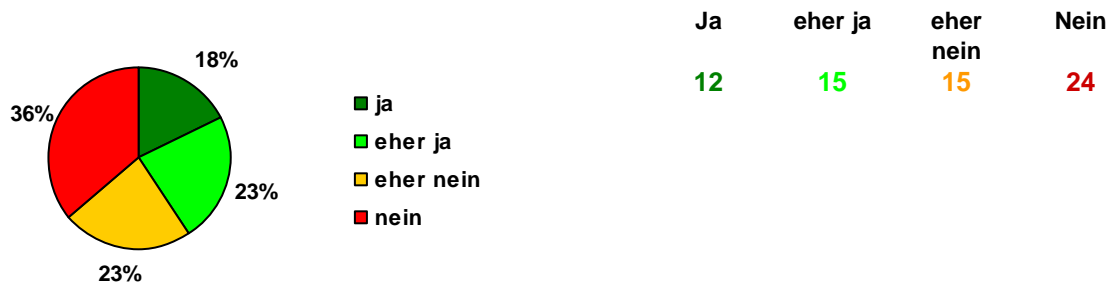 18%
36%
23%
23%
ja
eher ja
eher nein
nein
Ja eher ja eher nein Nein
12 15 15 24